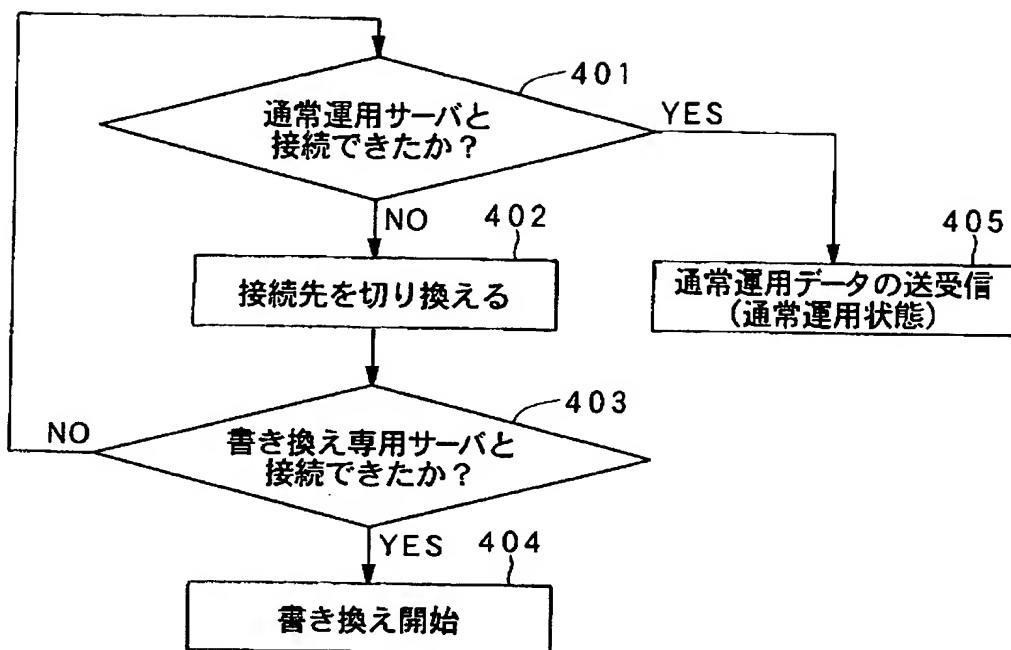 401
通常運用サーバと
接続できたか?
YES
NO
402
405
接続先を切り換える
通常運用データの送受信
(通常運用状態)
403
NO
書き換え専用サーバと
接続できたか?
YES
404
書き換え開始